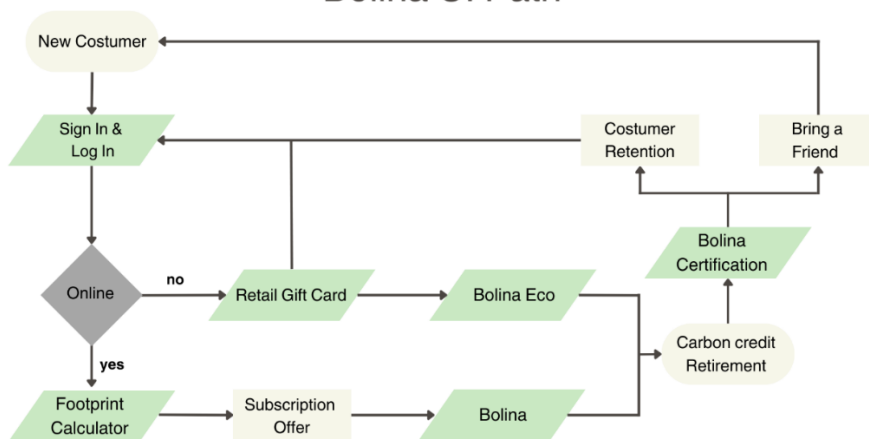 New Costumer
Sign In &
Log In
Costumer
Retention
Bring a
Friend
Bolina
Certification
Online
no
Retail Gift Card
Bolina Eco
Carbon credit
Retirement
yes
Footprint
Calculator
Subscription
Offer
Bolina